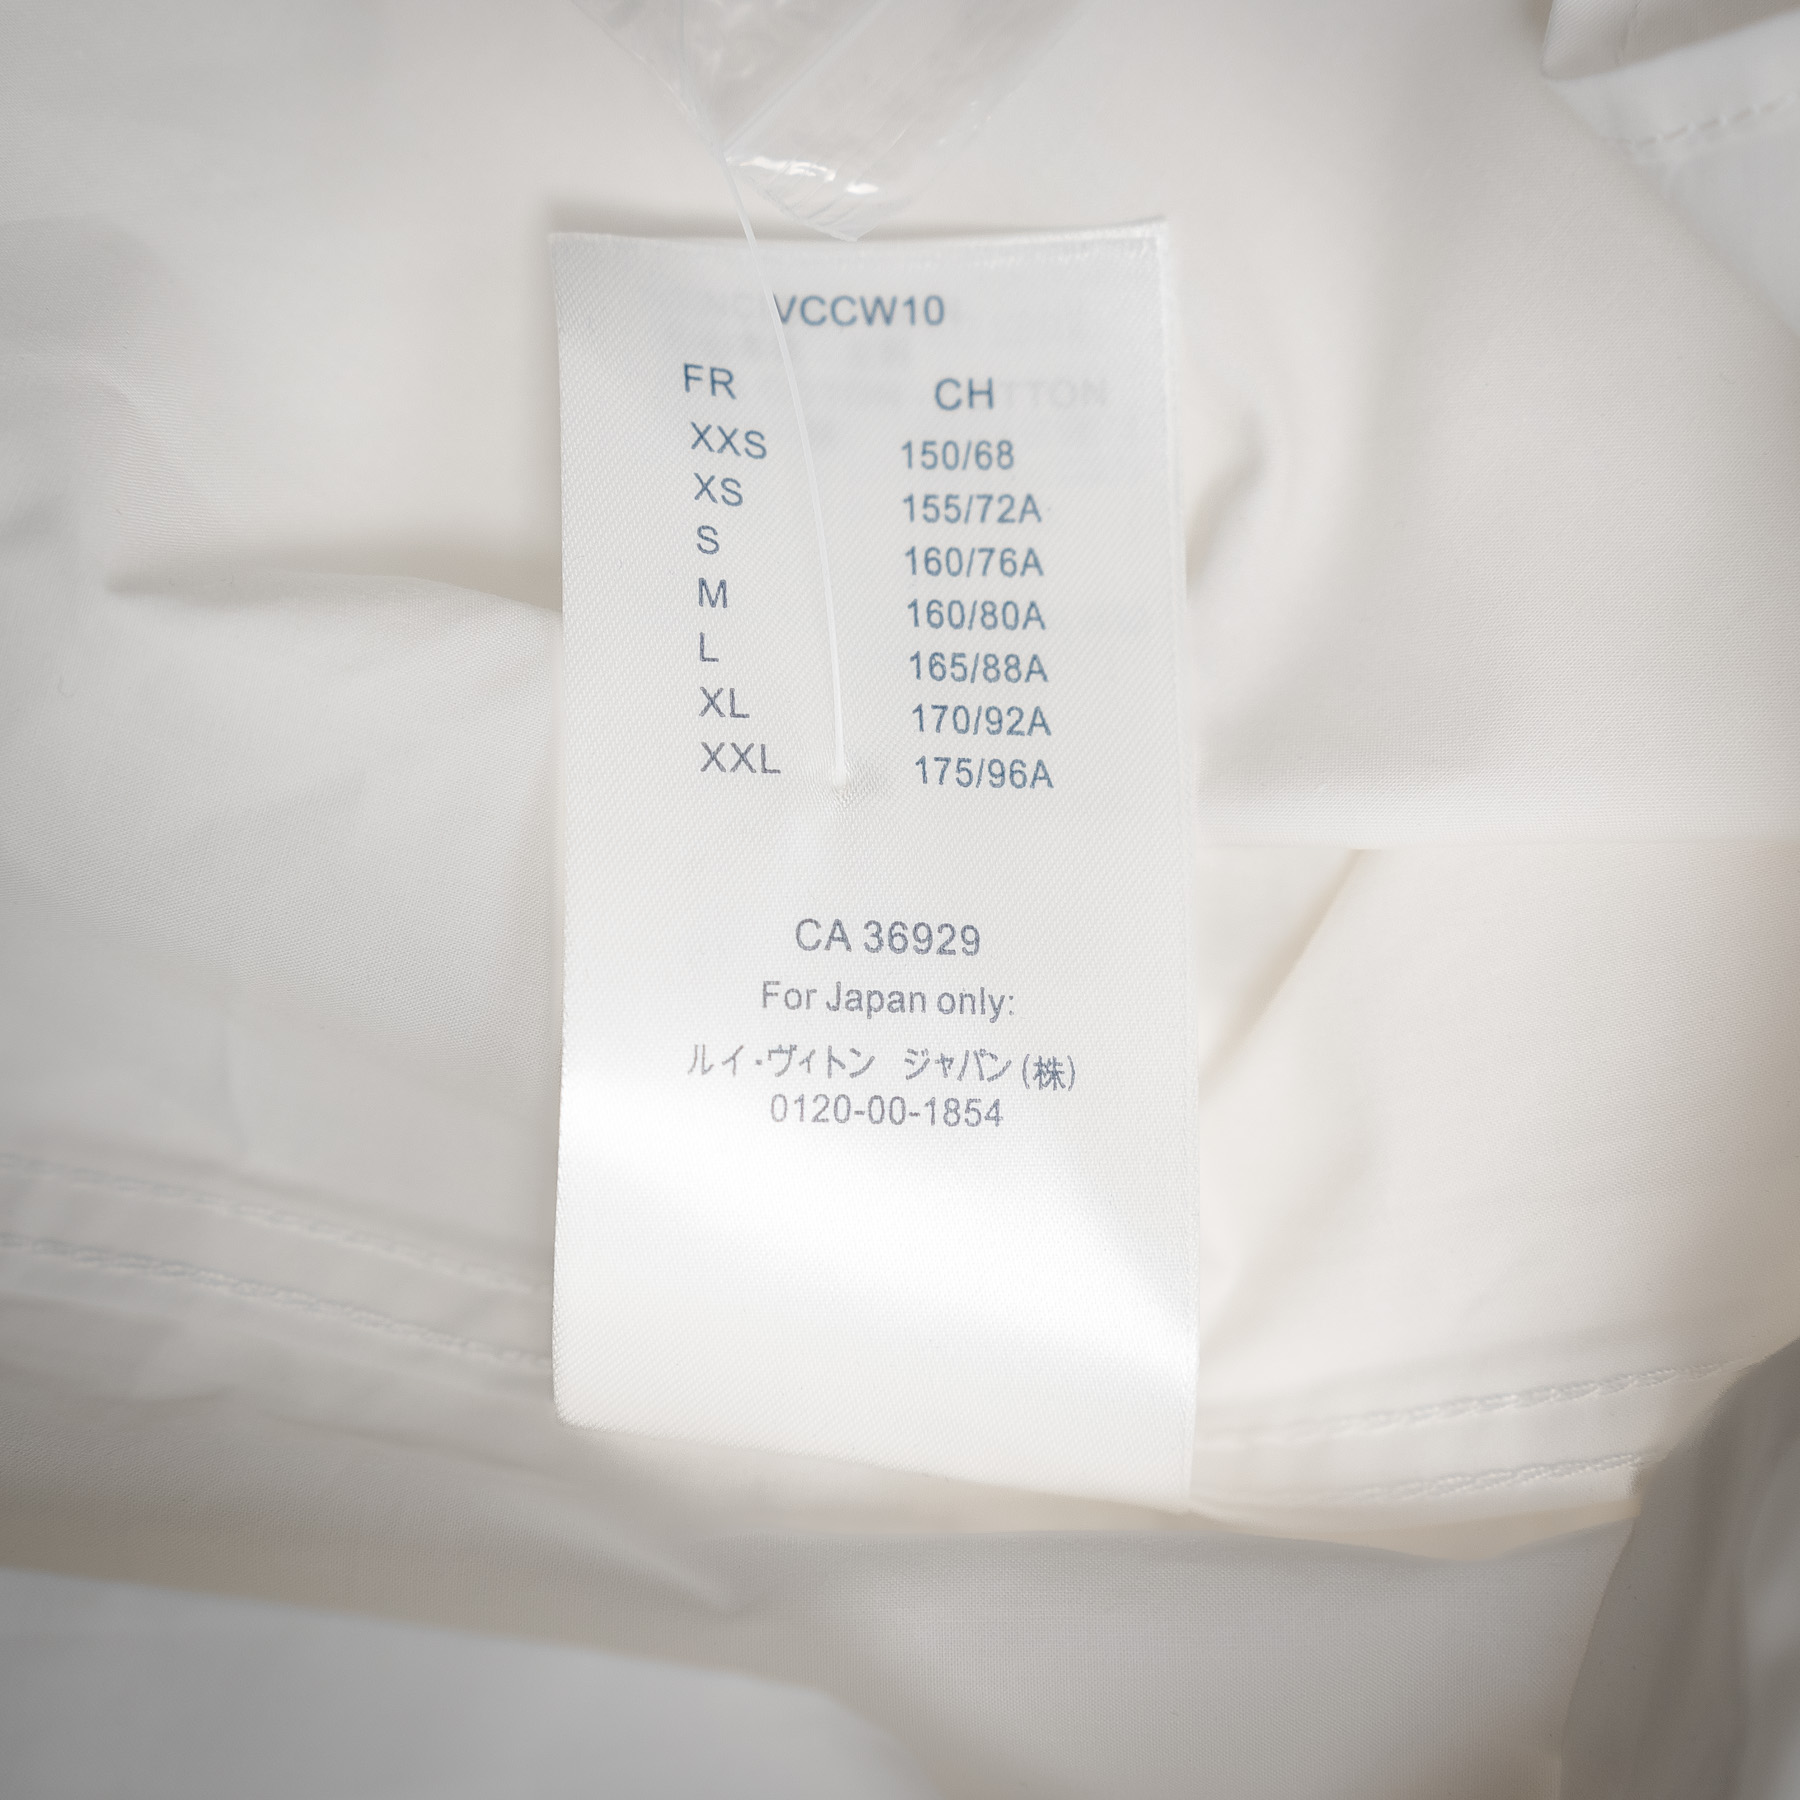 VCCW10
FR CH
XXS 150/68
XS 155/72A
S 160/76A
M 160/80A
L 165/88A
XL 170/92A
XXL 175/96A
CA 36929
For Japan only:
ルイ·ヴィトン ジャパン(株)
0120-00-1854